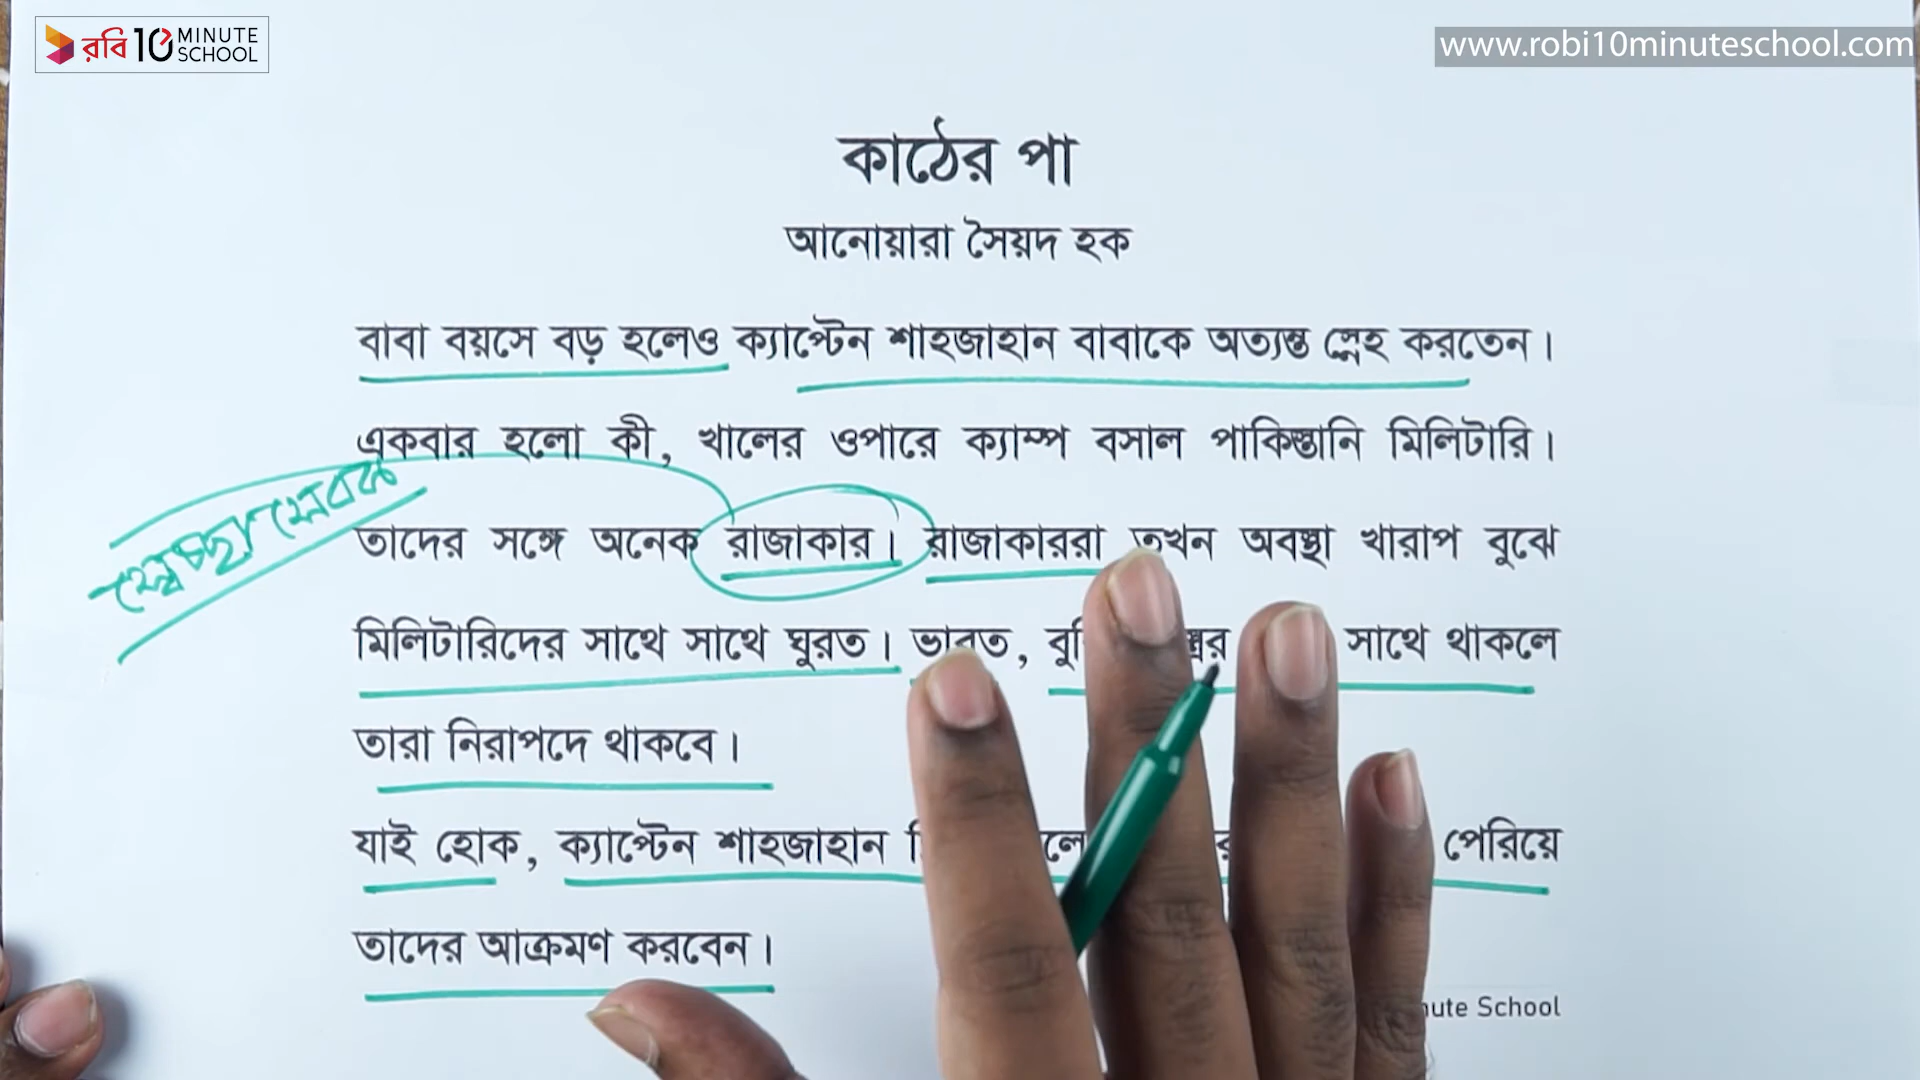 রবি 10 MINUTE SCHOOL
www.robi10minuteschool.com
কাঠের পা
আনোয়ারা সৈয়দ হক
বাবা বয়সে বড় হলেও ক্যাপ্টেন শাহজাহান বাবাকে অত্যন্ত স্নেহ করতেন।
একবার হলো কী, খালের ওপারে ক্যাম্প বসাল পাকিস্তানি মিলিটারি।
স্বেচ্ছাসেবক
তাদের সঙ্গে অনেক রাজাকার। রাজাকাররা তখন অবস্থা খারাপ বুঝে
মিলিটারিদের সাথে সাথে ঘুরত। ভাবত, সাথে থাকলে
তারা নিরাপদে থাকবে।
যাই হোক, ক্যাপ্টেন শাহজাহান পেরিয়ে
তাদের আক্রমণ করবেন।
School